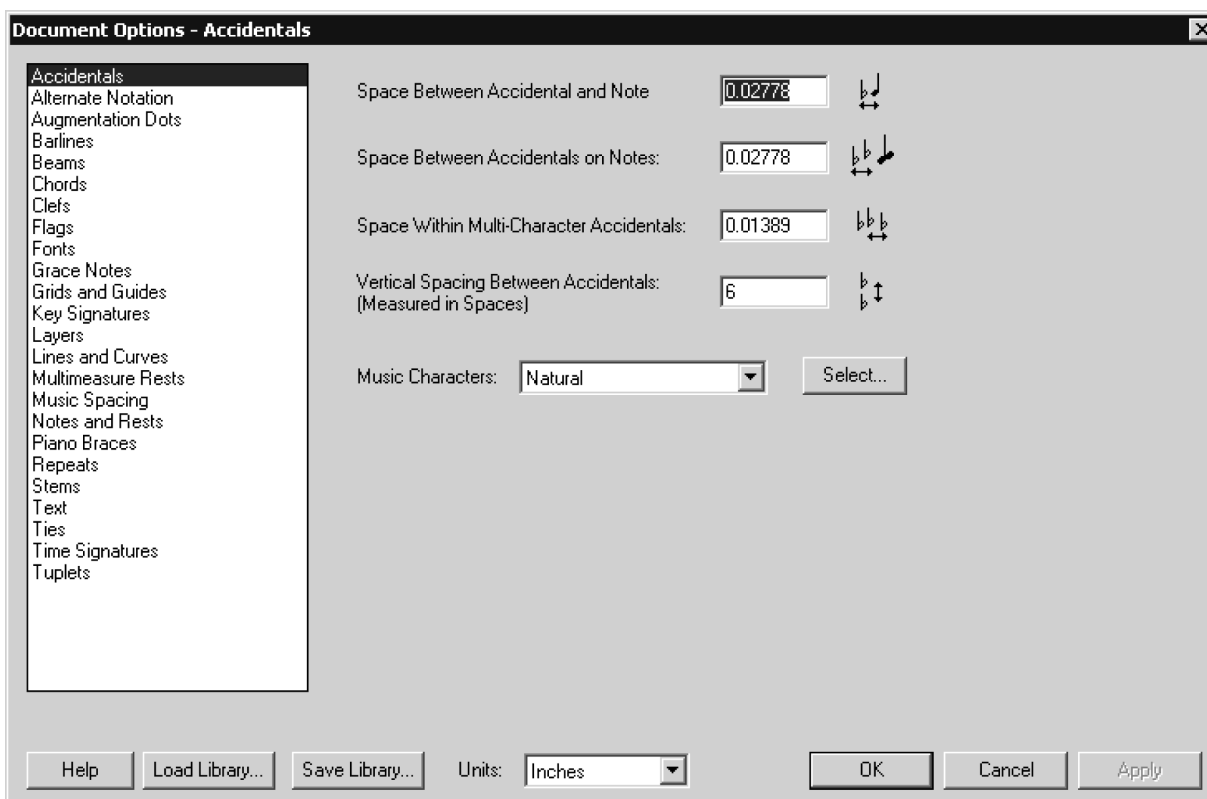 Document Options - Accidentals
Accidentals
Alternate Notation
Augmentation Dots
Barlines
Beams
Chords
Clefs
Flags
Fonts
Grace Notes
Grids and Guides
Key Signatures
Layers
Lines and Curves
Multimeasure Rests
Music Spacing
Notes and Rests
Piano Braces
Repeats
Stems
Text
Ties
Time Signatures
Tuplets
Space Between Accidental and Note 0.02778
Space Between Accidentals on Notes: 0.02778
Space Within Multi-Character Accidentals: 0.01389
Vertical Spacing Between Accidentals: 6
(Measured in Spaces)
Music Characters: Natural Select...
Help Load Library... Save Library... Units: Inches OK Cancel Apply